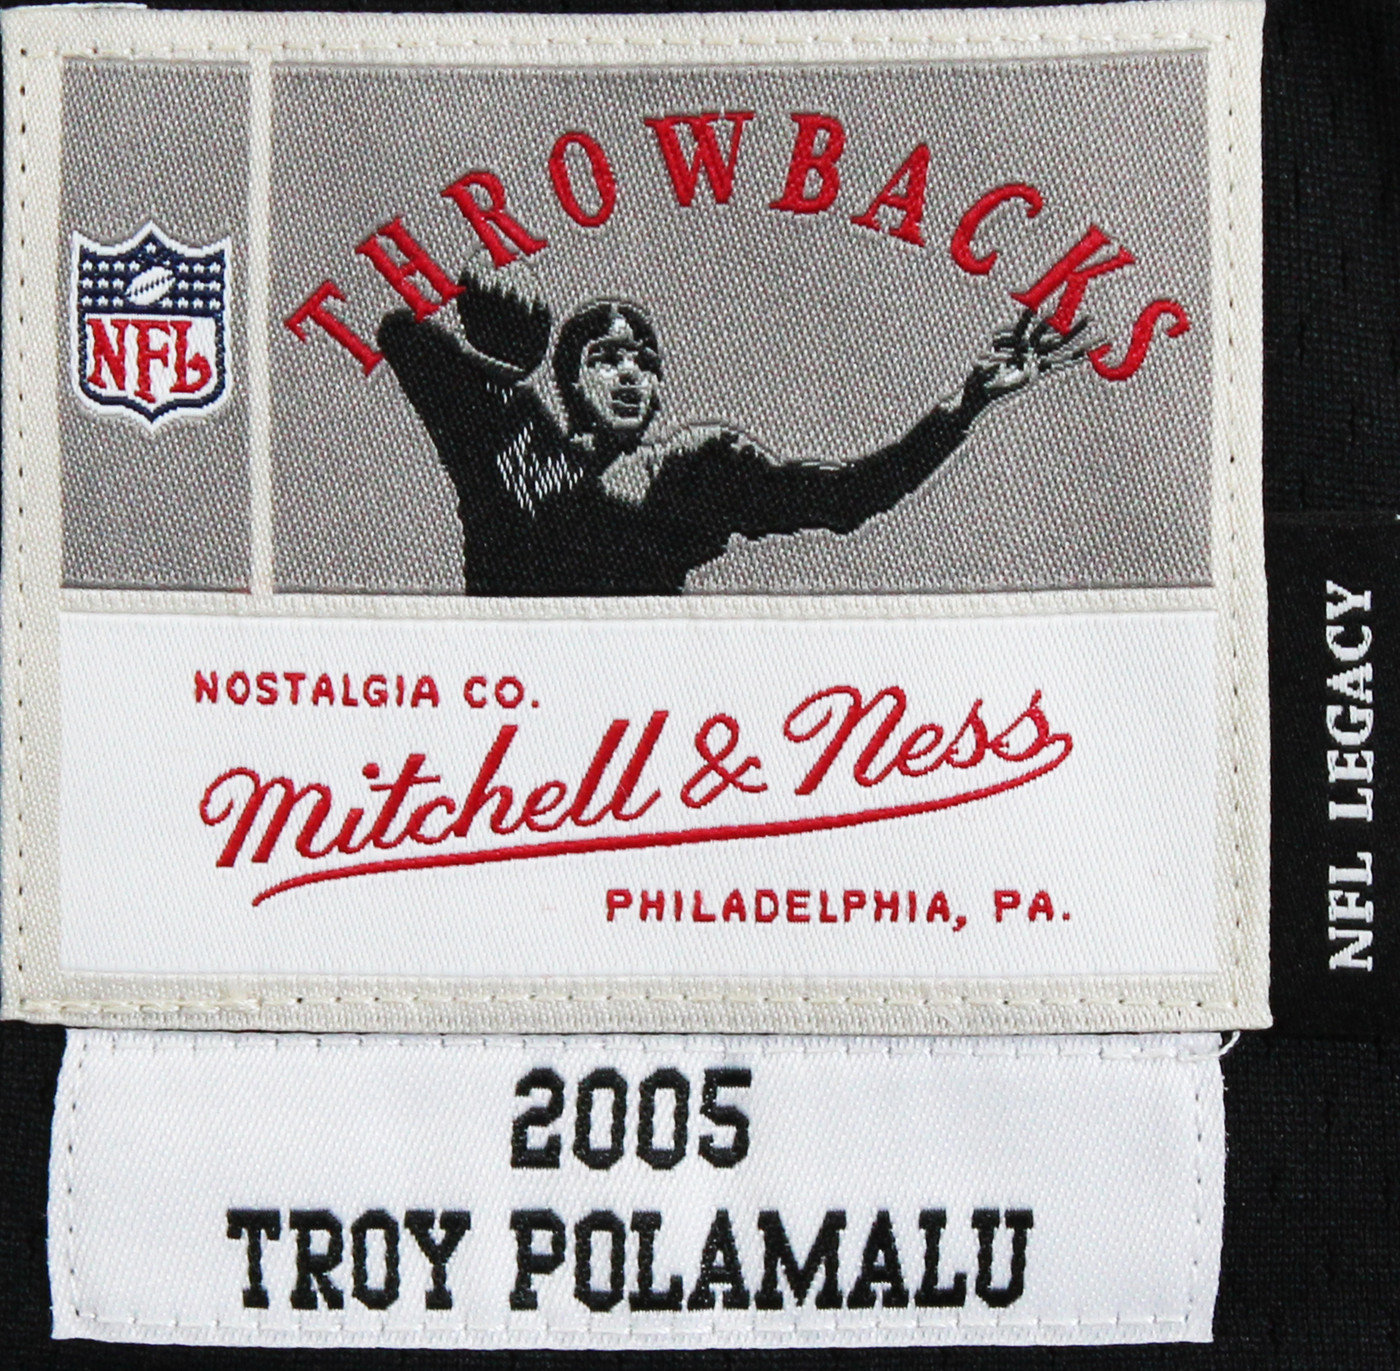 THROWBACKS
NFL
NOSTALGIA CO.
Mitchell & Ness
PHILADELPHIA, PA.
NFL LEGACY
2005
TROY POLAMALU